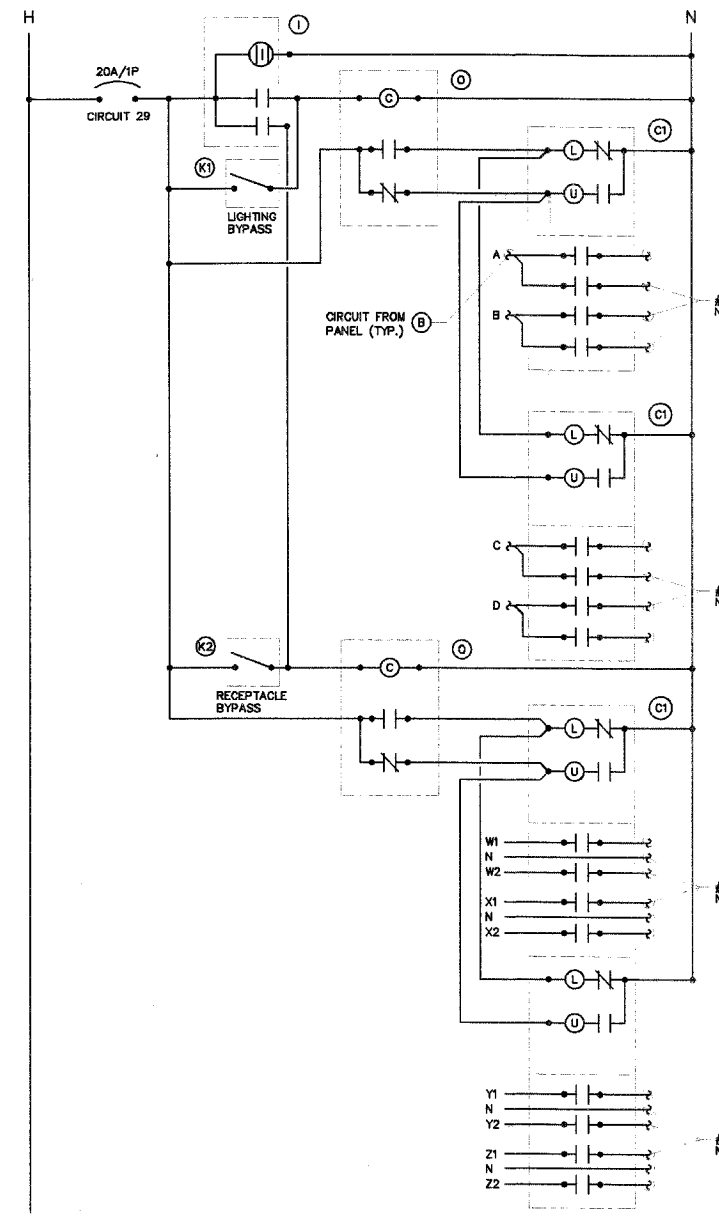 H
N
I
20A/1P
CIRCUIT 29
O
C
C1
K1
LIGHTING
BYPASS
L
U
A
B
CIRCUIT FROM
PANEL (TYP.) B
C1
L
U
C
D
K2
RECEPTACLE
BYPASS
O
C
C1
L
U
W1
N
W2
X1
N
X2
L
U
Y1
N
Y2
Z1
N
Z2